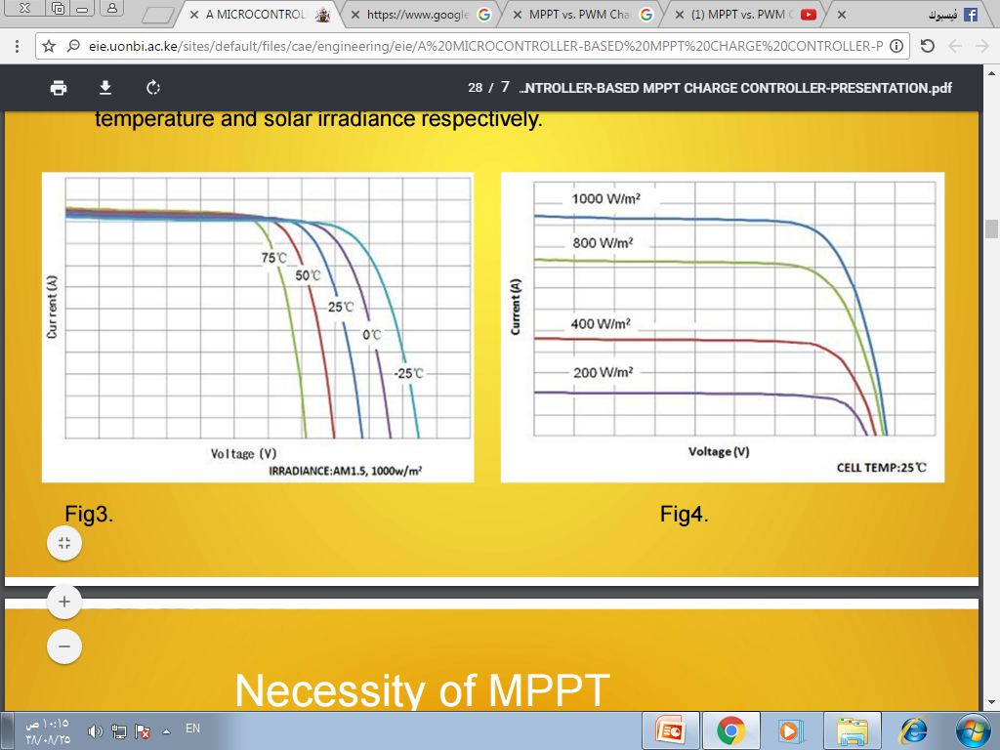 A MICROCONTROL
https://www.google
MPPT vs. PWM Cha
(1) MPPT vs. PWM C
فيسبوك
eie.uonbi.ac.ke/sites/default/files/cae/engineering/eie/A%20MICROCONTROLLER-BASED%20MPPT%20CHARGE%20CONTROLLER-P
28 / 7 ...NTROLLER-BASED MPPT CHARGE CONTROLLER-PRESENTATION.pdf
temperature and solar irradiance respectively.
75℃
50℃
25℃
0℃
-25℃
Current (A)
Voltage (V)
IRRADIANCE:AM1.5, 1000w/m²
Fig3.
1000 W/m²
800 W/m²
400 W/m²
200 W/m²
Current (A)
Voltage (V)
CELL TEMP:25℃
Fig4.
Necessity of MPPT
١٠:١٥ ص
٣٨/٠٨/٢٥
EN